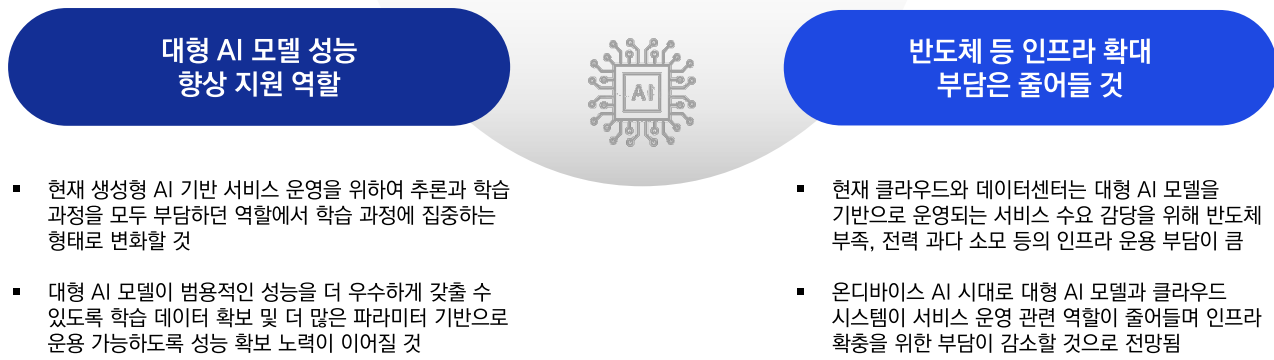 대형 AI 모델 성능
향상 지원 역할
AI
반도체 등 인프라 확대
부담은 줄어들 것
▪ 현재 생성형 AI 기반 서비스 운영을 위하여 추론과 학습
과정을 모두 부담하던 역할에서 학습 과정에 집중하는
형태로 변화할 것
▪ 대형 AI 모델이 범용적인 성능을 더 우수하게 갖출 수
있도록 학습 데이터 확보 및 더 많은 파라미터 기반으로
운용 가능하도록 성능 확보 노력이 이어질 것
▪ 현재 클라우드와 데이터센터는 대형 AI 모델을
기반으로 운영되는 서비스 수요 감당을 위해 반도체
부족, 전력 과다 소모 등의 인프라 운용 부담이 큼
▪ 온디바이스 AI 시대로 대형 AI 모델과 클라우드
시스템이 서비스 운영 관련 역할이 줄어들며 인프라
확충을 위한 부담이 감소할 것으로 전망됨